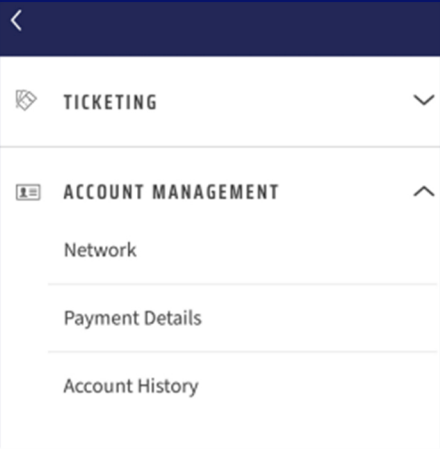 TICKETING
ACCOUNT MANAGEMENT
Network
Payment Details
Account History